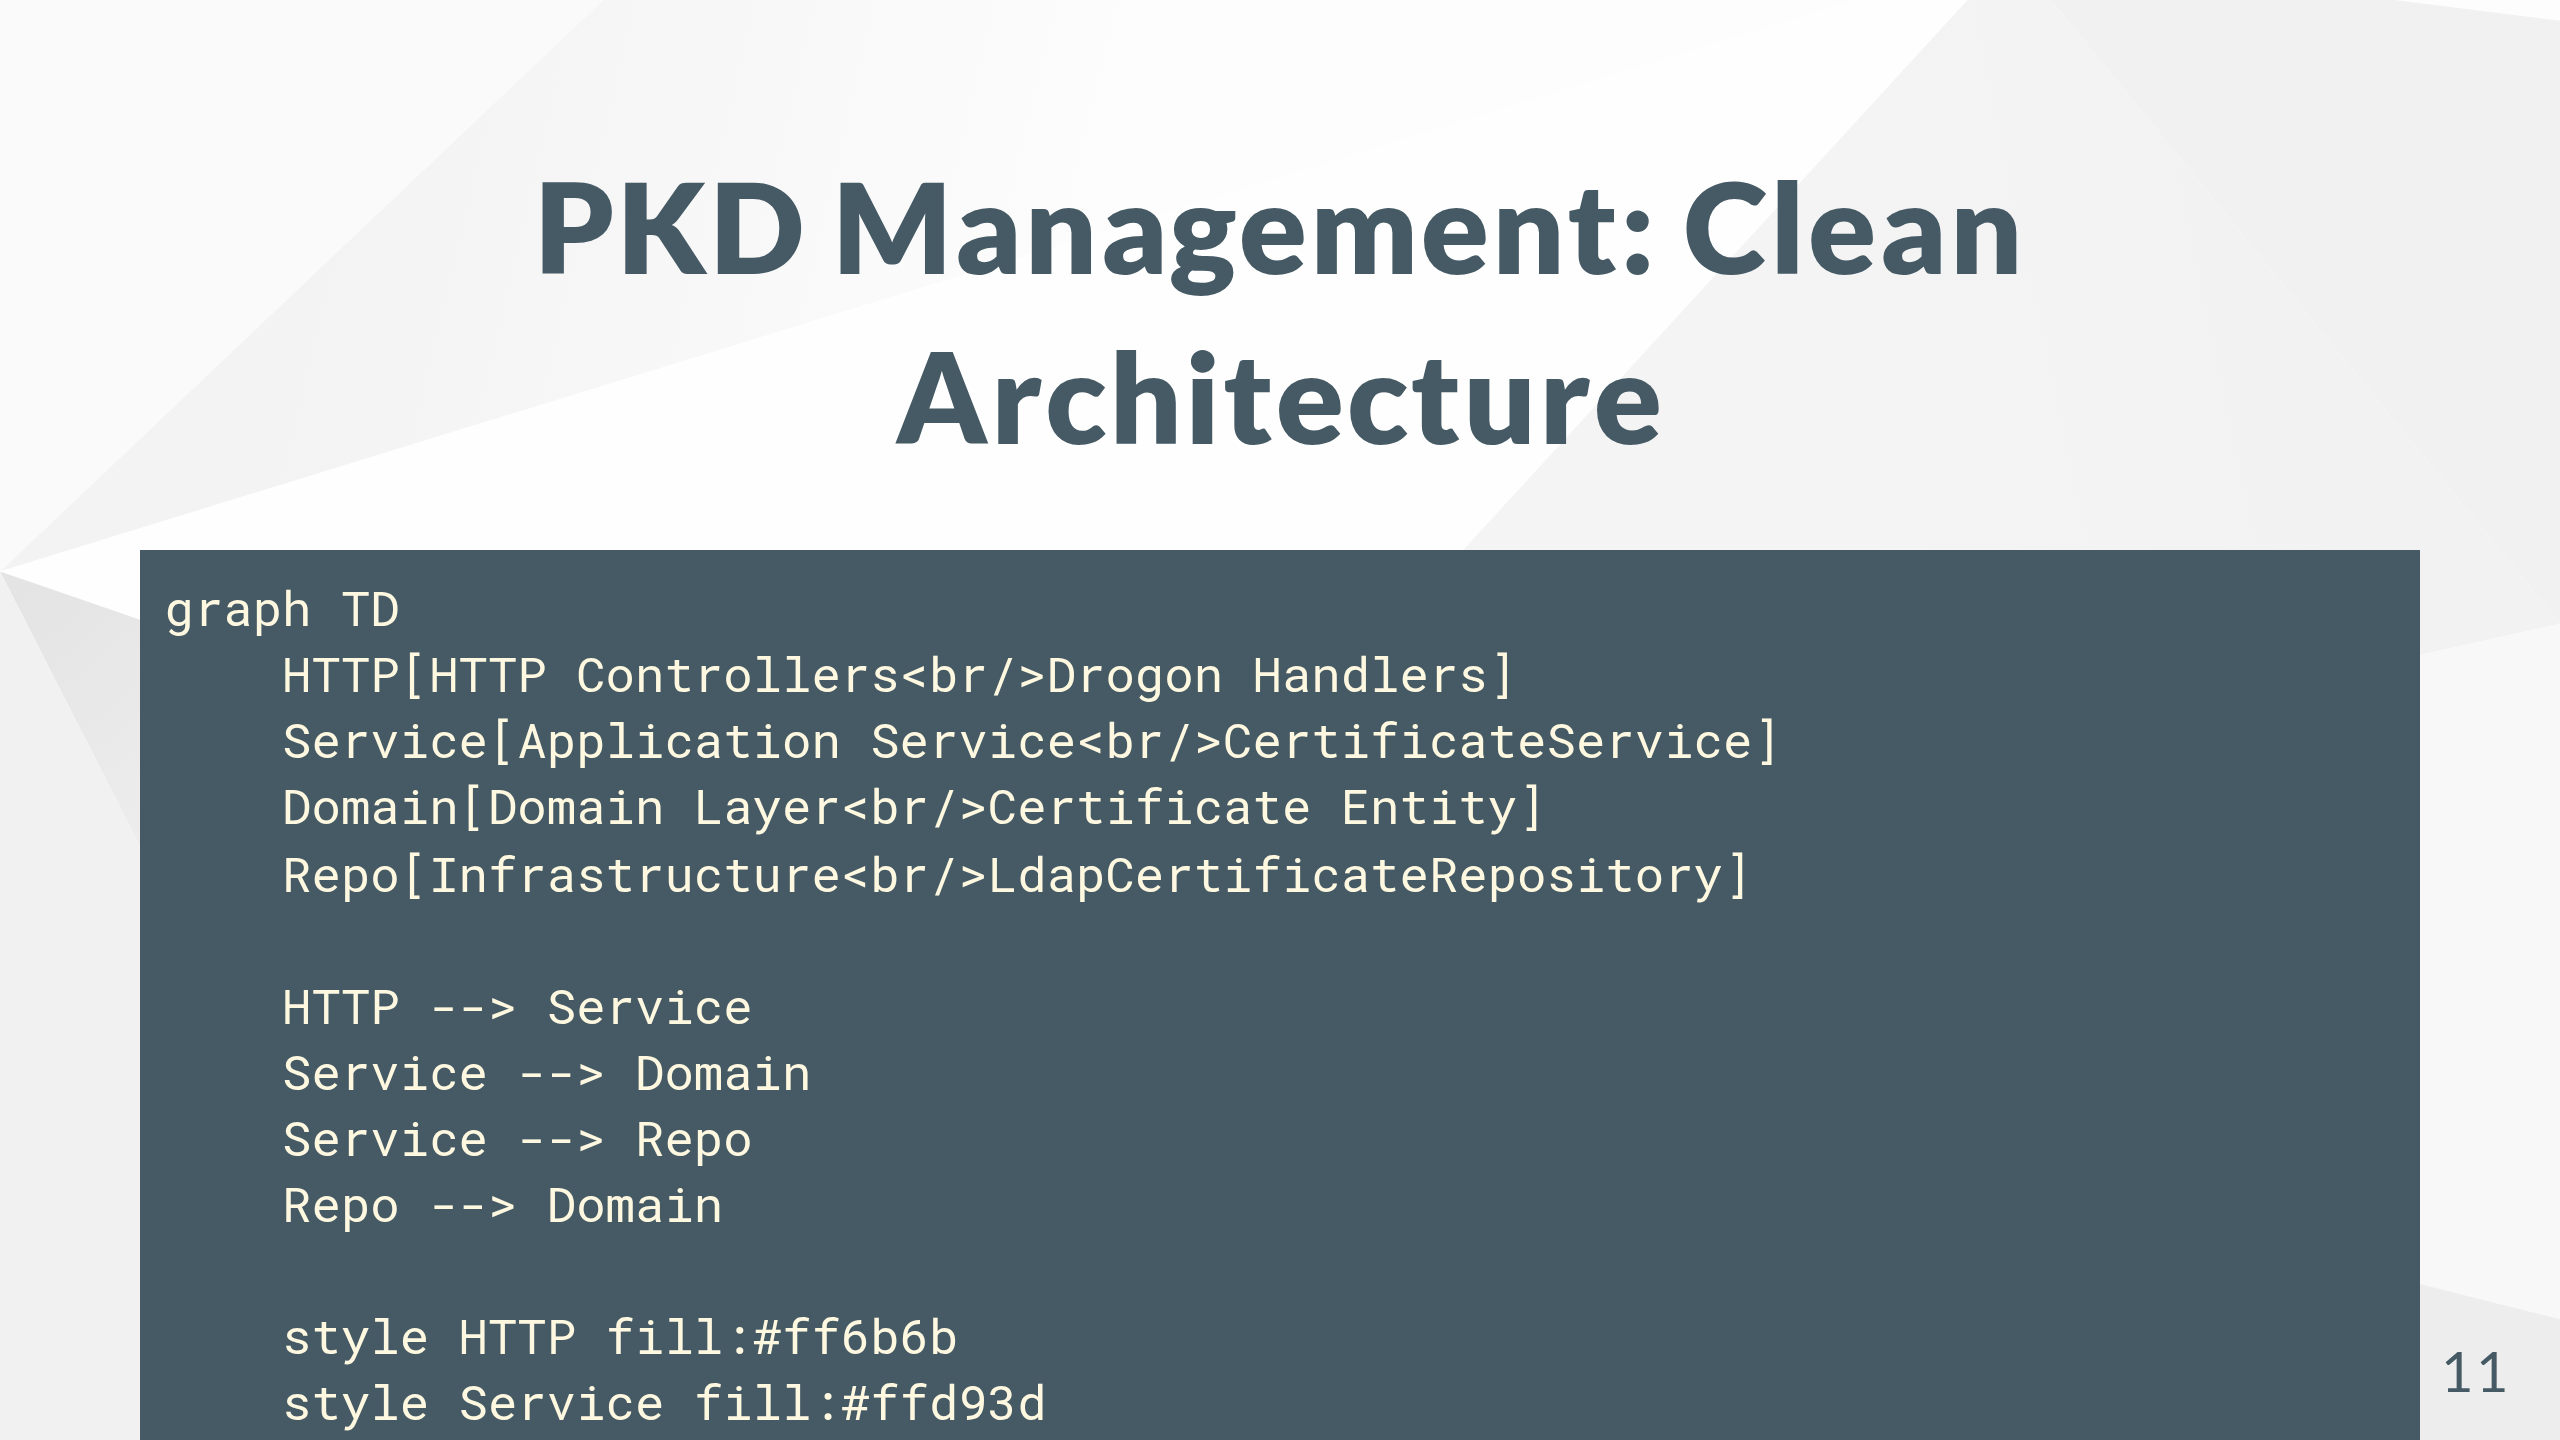 PKD Management: Clean
Architecture
graph TD
    HTTP[HTTP Controllers<br/>Drogon Handlers]
    Service[Application Service<br/>CertificateService]
    Domain[Domain Layer<br/>Certificate Entity]
    Repo[Infrastructure<br/>LdapCertificateRepository]

    HTTP --> Service
    Service --> Domain
    Service --> Repo
    Repo --> Domain

    style HTTP fill:#ff6b6b
    style Service fill:#ffd93d
11